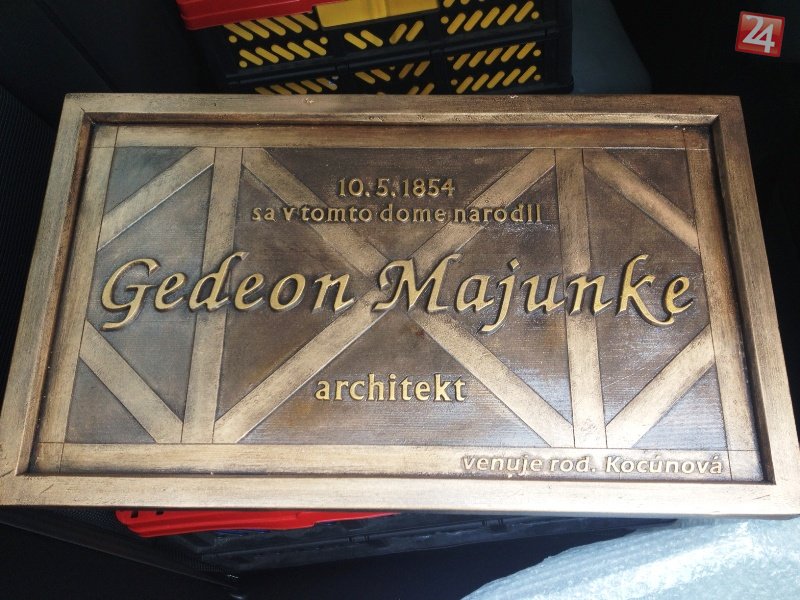 24
10. 5. 1854
sa v tomto dome narodil
Gedeon Majunke
architekt
venuje rod. Kocúnová